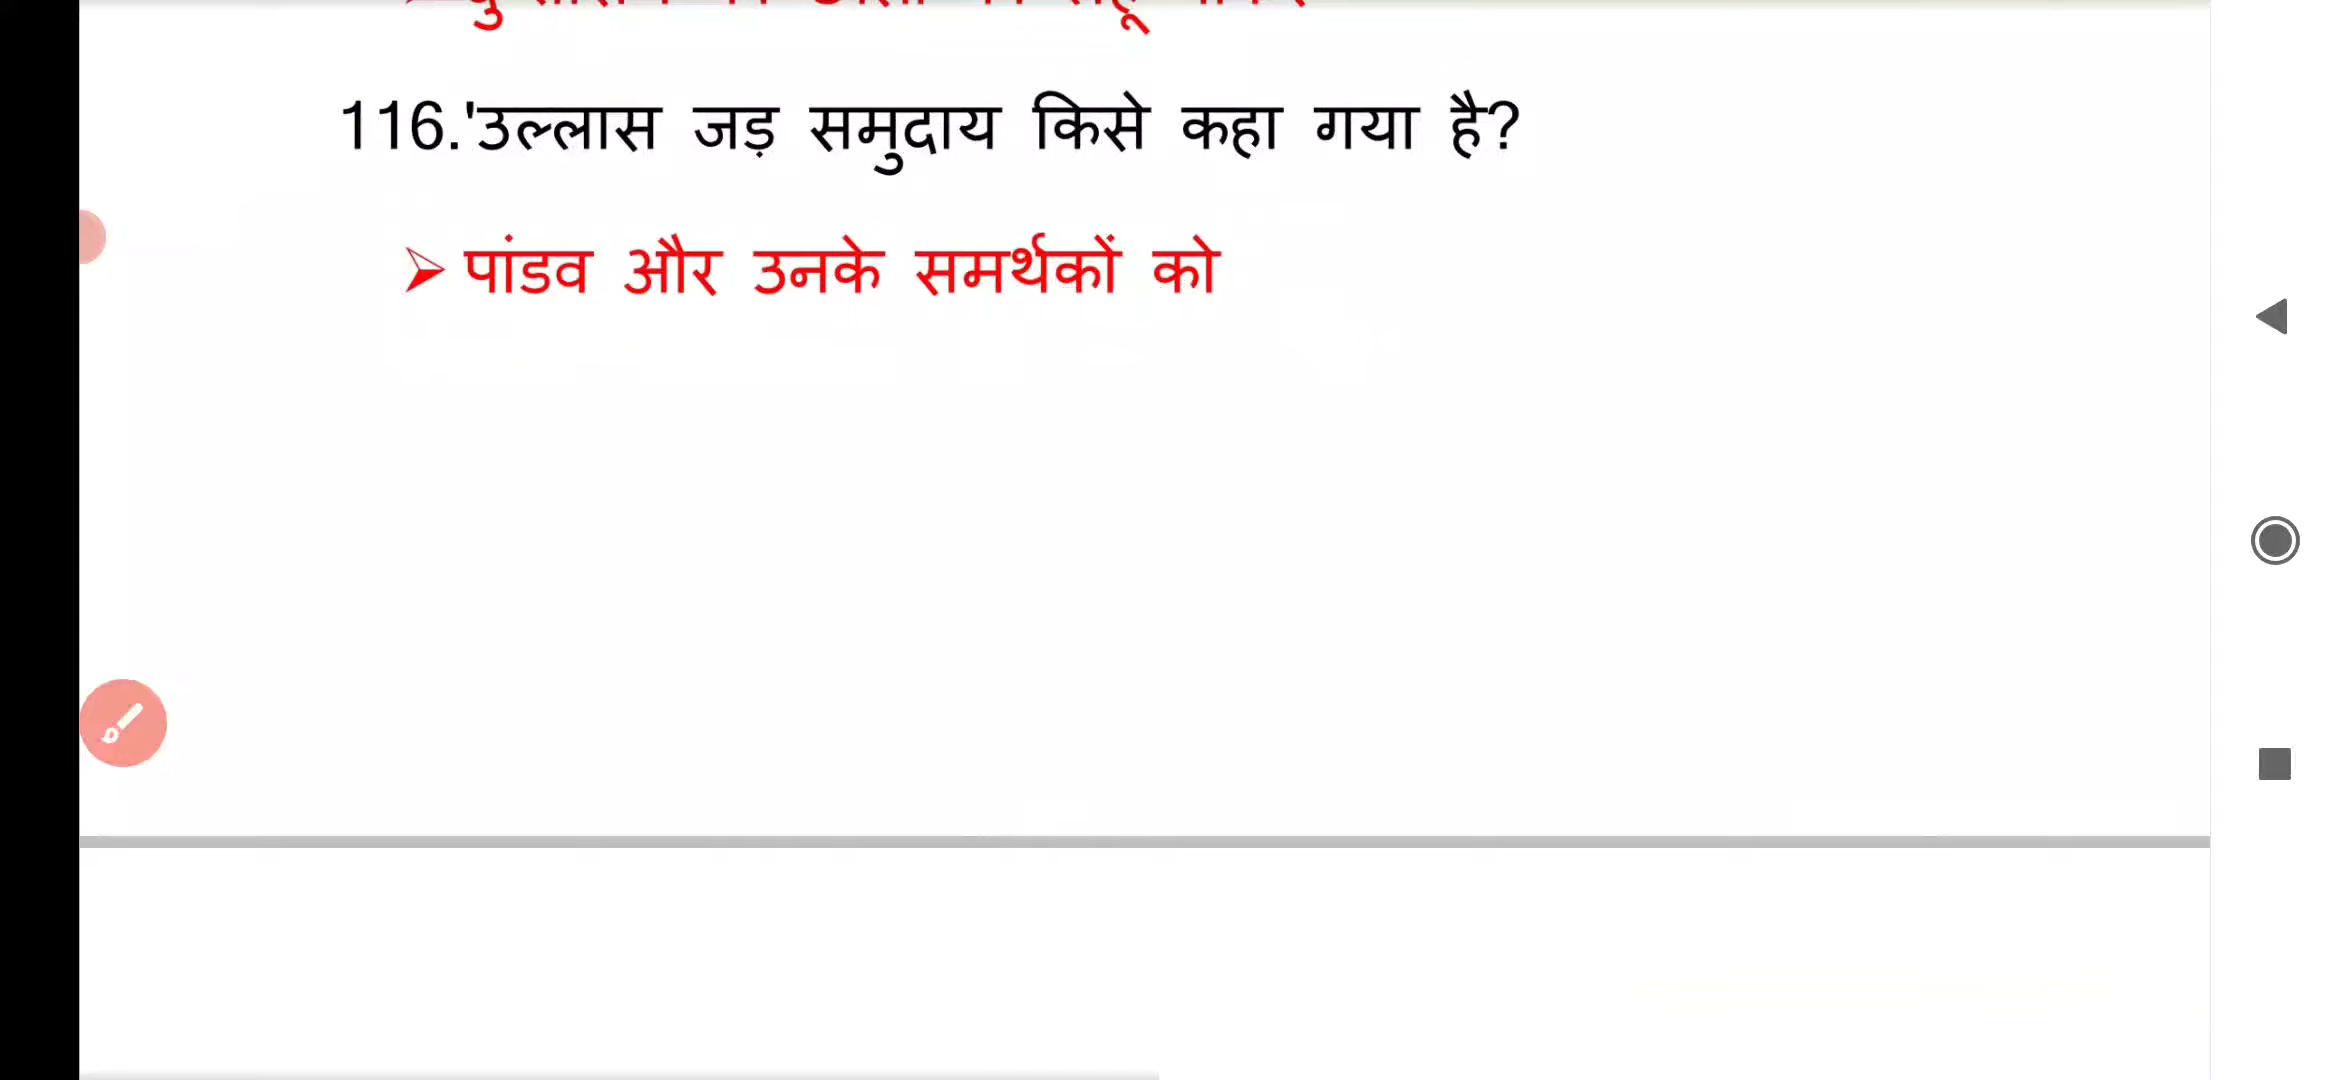 116.'उल्लास जड़ समुदाय किसे कहा गया है?
➢ पांडव और उनके समर्थकों को